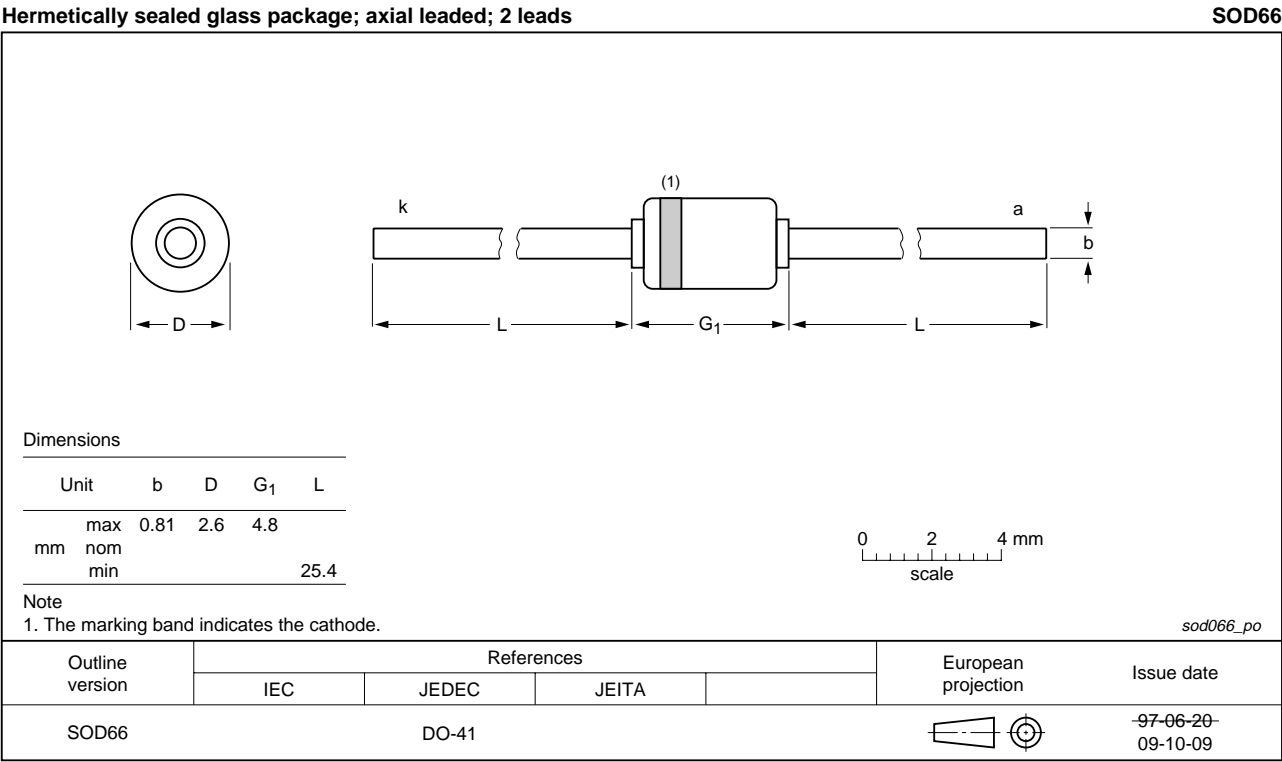 Hermetically sealed glass package; axial leaded; 2 leads SOD66
(1)
k a
b
D L G1 L
Dimensions
Unit b D G1 L
max 0.81 2.6 4.8
mm nom
min 25.4
0 2 4 mm
scale
Note
1. The marking band indicates the cathode.
sod066_po
Outline version References European projection Issue date
IEC JEDEC JEITA
SOD66 DO-41 97-06-20
09-10-09